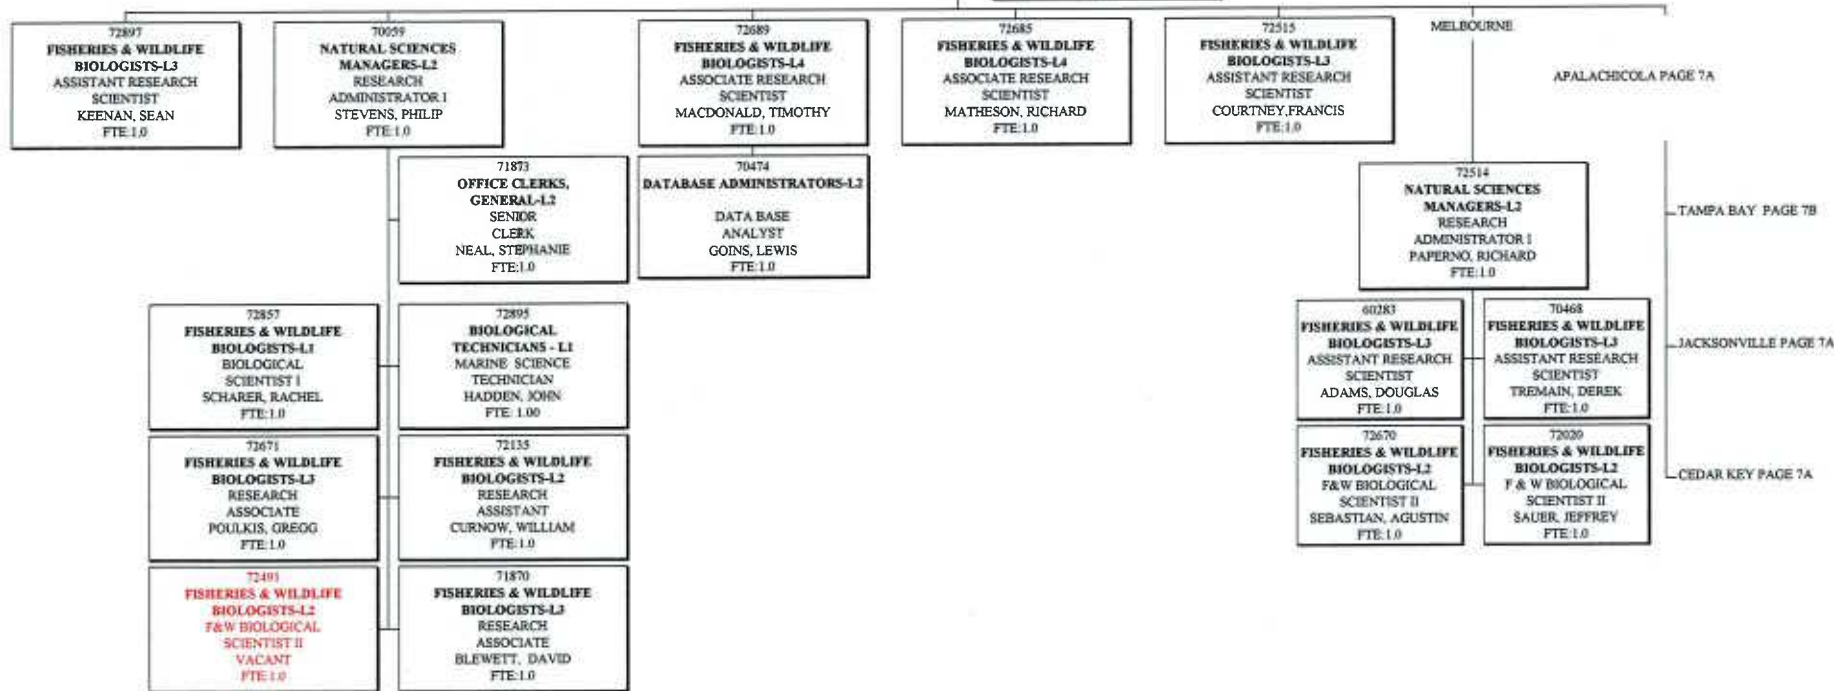 72897
FISHERIES & WILDLIFE
BIOLOGISTS-L3
ASSISTANT RESEARCH
SCIENTIST
KEENAN, SEAN
FTE:1.0
70059
NATURAL SCIENCES
MANAGERS-L2
RESEARCH
ADMINISTRATOR I
STEVENS, PHILIP
FTE:1.0
72689
FISHERIES & WILDLIFE
BIOLOGISTS-L4
ASSOCIATE RESEARCH
SCIENTIST
MACDONALD, TIMOTHY
FTE:1.0
72685
FISHERIES & WILDLIFE
BIOLOGISTS-L4
ASSOCIATE RESEARCH
SCIENTIST
MATHESON, RICHARD
FTE:1.0
72515
FISHERIES & WILDLIFE
BIOLOGISTS-L3
ASSISTANT RESEARCH
SCIENTIST
COURTNEY,FRANCIS
FTE:1.0
MELBOURNE
APALACHICOLA PAGE 7A
71873
OFFICE CLERKS,
GENERAL-L2
SENIOR
CLERK
NEAL, STEPHANIE
FTE:1.0
70474
DATABASE ADMINISTRATORS-L2
DATA BASE
ANALYST
GOINS, LEWIS
FTE:1.0
72514
NATURAL SCIENCES
MANAGERS-L2
RESEARCH
ADMINISTRATOR I
PAPERNO, RICHARD
FTE:1.0
TAMPA BAY PAGE 7B
72857
FISHERIES & WILDLIFE
BIOLOGISTS-L1
BIOLOGICAL
SCIENTIST I
SCHARER, RACHEL
FTE:1.0
72895
BIOLOGICAL
TECHNICIANS - L1
MARINE SCIENCE
TECHNICIAN
HADDEN, JOHN
FTE: 1.00
60283
FISHERIES & WILDLIFE
BIOLOGISTS-L3
ASSISTANT RESEARCH
SCIENTIST
ADAMS, DOUGLAS
FTE:1.0
70468
FISHERIES & WILDLIFE
BIOLOGISTS-L3
ASSISTANT RESEARCH
SCIENTIST
TREMAIN, DEREK
FTE:1.0
JACKSONVILLE PAGE 7A
72671
FISHERIES & WILDLIFE
BIOLOGISTS-L3
RESEARCH
ASSOCIATE
POULKIS, GREGG
FTE:1.0
72135
FISHERIES & WILDLIFE
BIOLOGISTS-L2
RESEARCH
ASSISTANT
CURNOW, WILLIAM
FTE:1.0
72670
FISHERIES & WILDLIFE
BIOLOGISTS-L2
F&W BIOLOGICAL
SCIENTIST II
SEBASTIAN, AGUSTIN
FTE:1.0
72020
FISHERIES & WILDLIFE
BIOLOGISTS-L2
F & W BIOLOGICAL
SCIENTIST II
SAUER, JEFFREY
FTE:1.0
CEDAR KEY PAGE 7A
72491
FISHERIES & WILDLIFE
BIOLOGISTS-L2
F&W BIOLOGICAL
SCIENTIST II
VACANT
FTE:1.0
71870
FISHERIES & WILDLIFE
BIOLOGISTS-L3
RESEARCH
ASSOCIATE
BLEWETT, DAVID
FTE:1.0